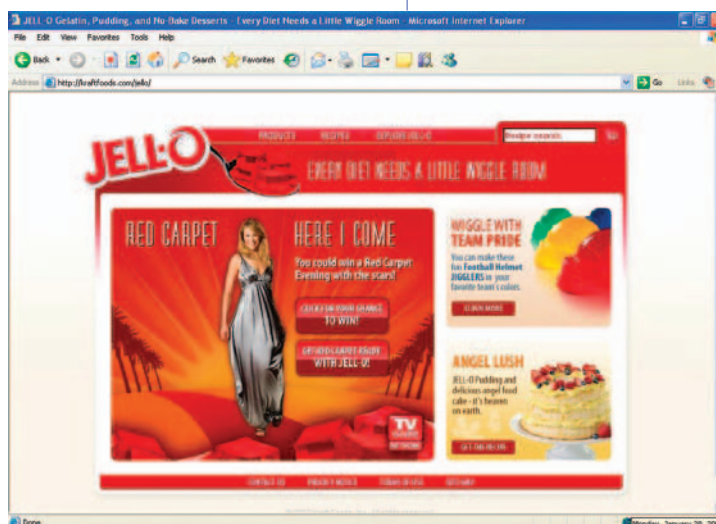 JELL-O Gelatin, Pudding, and No-Bake Desserts - Every Diet Needs a Little Wiggle Room - Microsoft Internet Explorer
File Edit View Favorites Tools Help
Back Search Favorites
Address http://kraftfoods.com/jello/ Go Links
PRODUCTS RECIPES EXPLORE JELL-O
JELL-O
EVERY DIET NEEDS A LITTLE WIGGLE ROOM
RED CARPET HERE I COME
You could win a Red Carpet
Evening with the stars!
CLICK FOR YOUR CHANCE
TO WIN!
GET RED CARPET READY
WITH JELL-O!
TV
WIGGLE WITH
TEAM PRIDE
You can make these
fun Football Helmet
JIGGLERS in your
favorite team's colors.
LEARN MORE
ANGEL LUSH
JELL-O Pudding and
delicious angel food
cake - it's heaven
on earth.
GET THE RECIPE
CONTACT US PRIVACY NOTICE TERMS OF USE SITE MAP
Done
Monday, January 28, 20